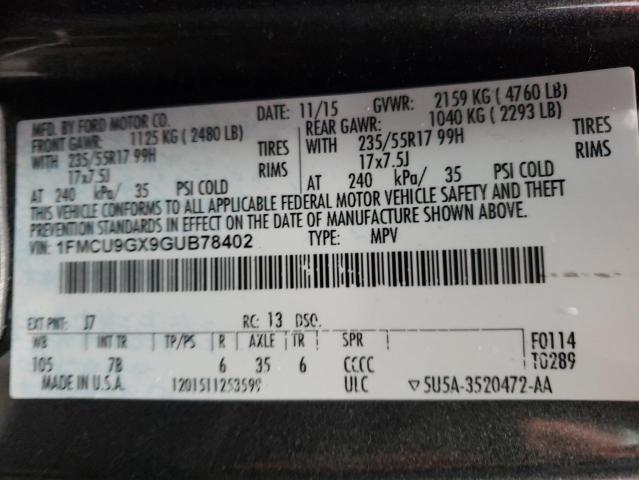 MFD. BY FORD MOTOR CO. DATE: 11/15 GVWR: 2159 KG ( 4760 LB)
FRONT GAWR: 1125 KG ( 2480 LB) REAR GAWR: 1040 KG ( 2293 LB)
WITH 235/55R17 99H TIRES WITH 235/55R17 99H TIRES
17x7.5J RIMS 17x7.5J RIMS
AT 240 kPa/ 35 PSI COLD AT 240 kPa/ 35 PSI COLD
THIS VEHICLE CONFORMS TO ALL APPLICABLE FEDERAL MOTOR VEHICLE SAFETY AND THEFT
PREVENTION STANDARDS IN EFFECT ON THE DATE OF MANUFACTURE SHOWN ABOVE.
VIN: 1FMCU9GX9GUB78402 TYPE: MPV
EXT PNT: J7 RC: 13 DSO:
WB INT TR TP/PS R AXLE TR SPR F0114
105 7B 6 35 6 CCCC T0289
MADE IN U.S.A. 1201511253599 ULC ▽5U5A-3520472-AA